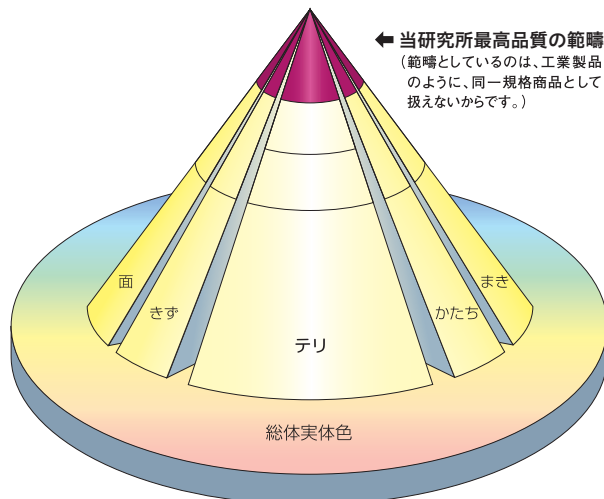 ← 当研究所最高品質の範疇
（範疇としているのは、工業製品
のように、同一規格商品として
扱えないからです。）
面
きず
テリ
かたち
まき
総体実体色